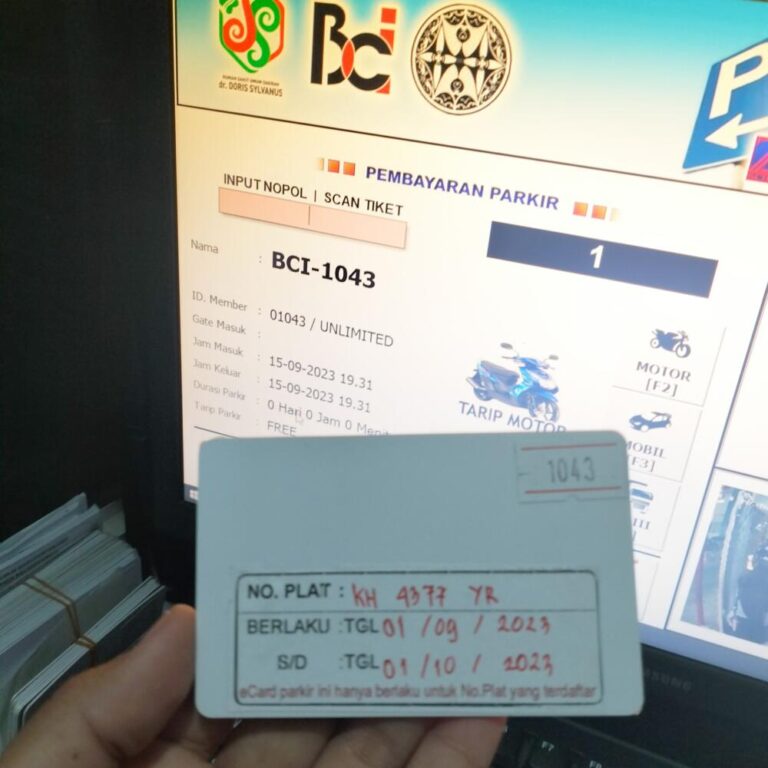 RUMAH SAKIT UMUM DAERAH
dr. DORIS SYLVANUS
BCI
P
PEMBAYARAN PARKIR
INPUT NOPOL | SCAN TIKET
1
Nama : BCI-1043
ID. Member : 01043 / UNLIMITED
Gate Masuk :
Jam Masuk : 15-09-2023 19.31
Jam Keluar : 15-09-2023 19.31
Durasi Parkir : 0 Hari 0 Jam 0 Menit
Tarip Parkir : FREE
TARIP MOTOR
MOTOR
[F2]
MOBIL
[F3]
1043
NO. PLAT : KH 4377 YR
BERLAKU : TGL 01 / 09 / 2023
S/D : TGL 01 / 10 / 2023
eCard parkir ini hanya berlaku untuk No.Plat yang terdaftar
SAMSUNG
F7
F8